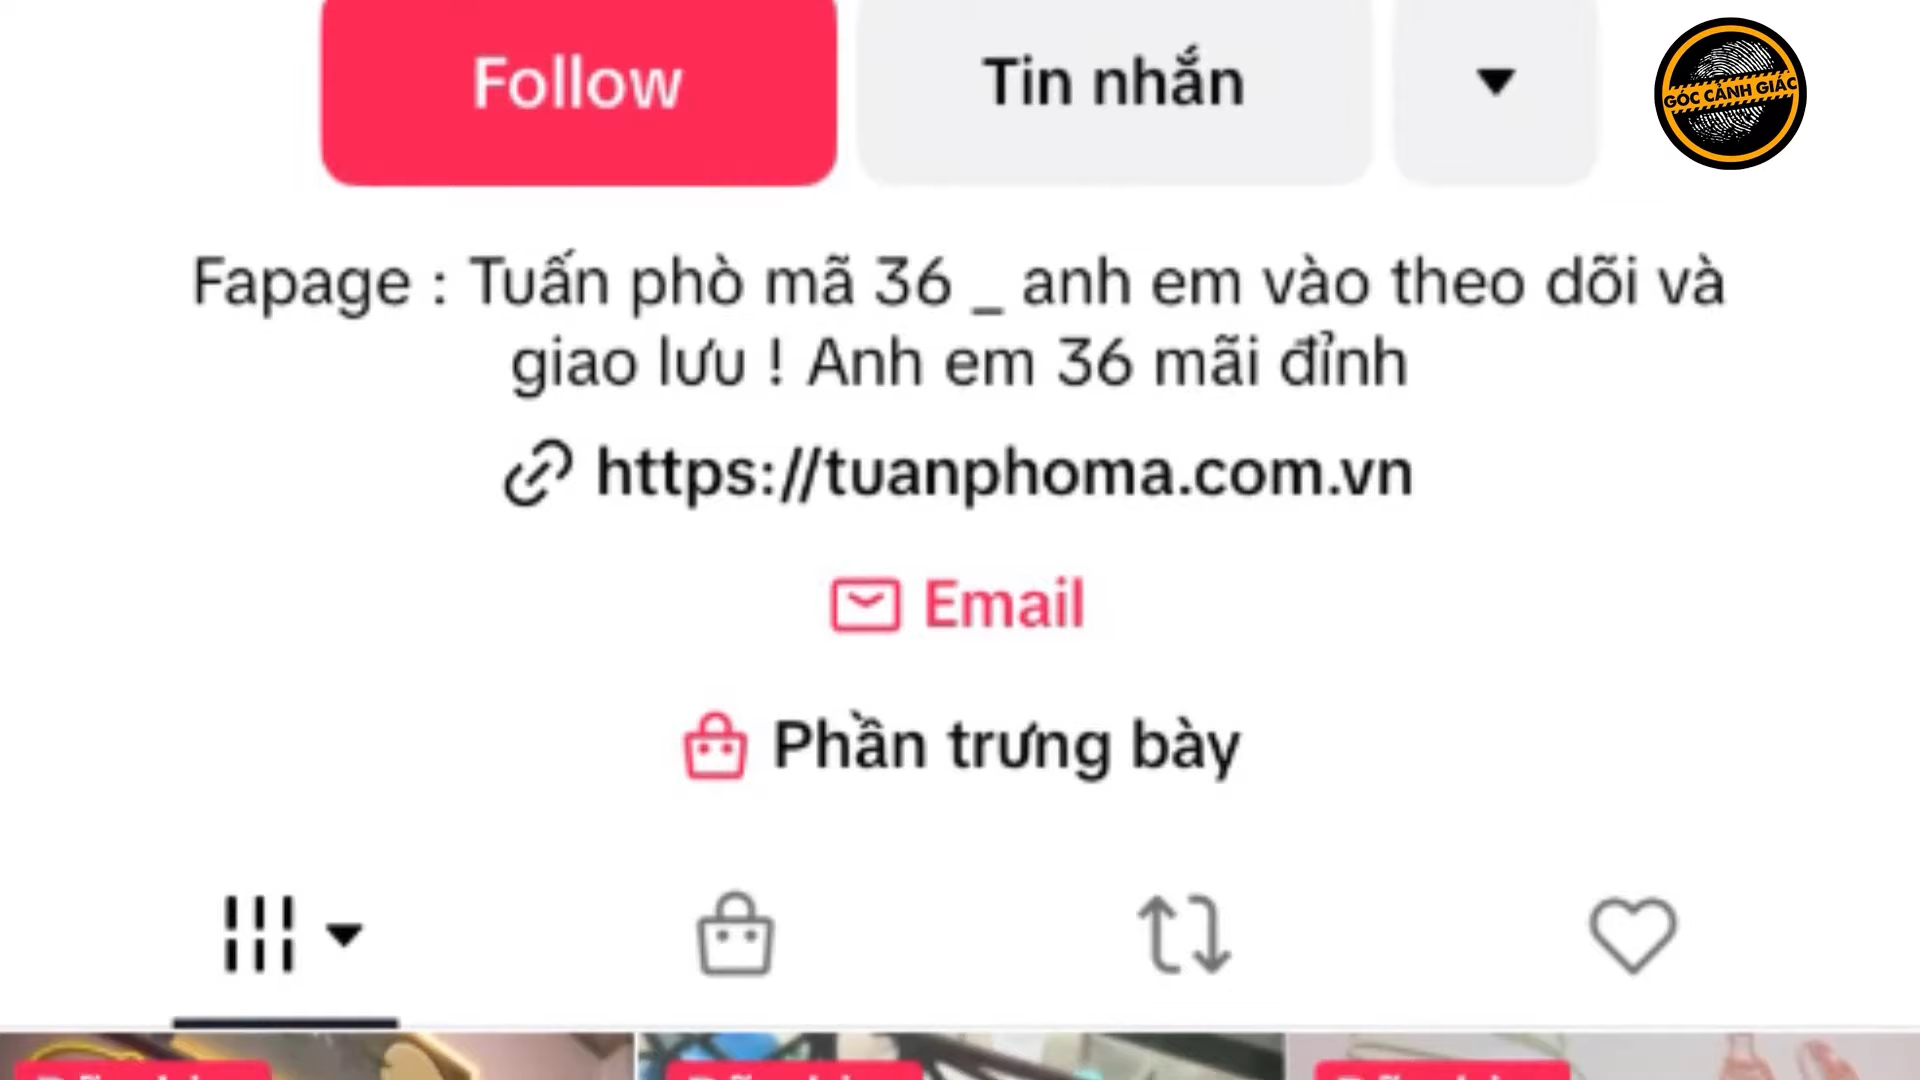 Follow
Tin nhắn
GÓC CẢNH GIÁC
Fapage : Tuấn phò mã 36 _ anh em vào theo dõi và
giao lưu ! Anh em 36 mãi đỉnh
https://tuanphoma.com.vn
Email
Phần trưng bày